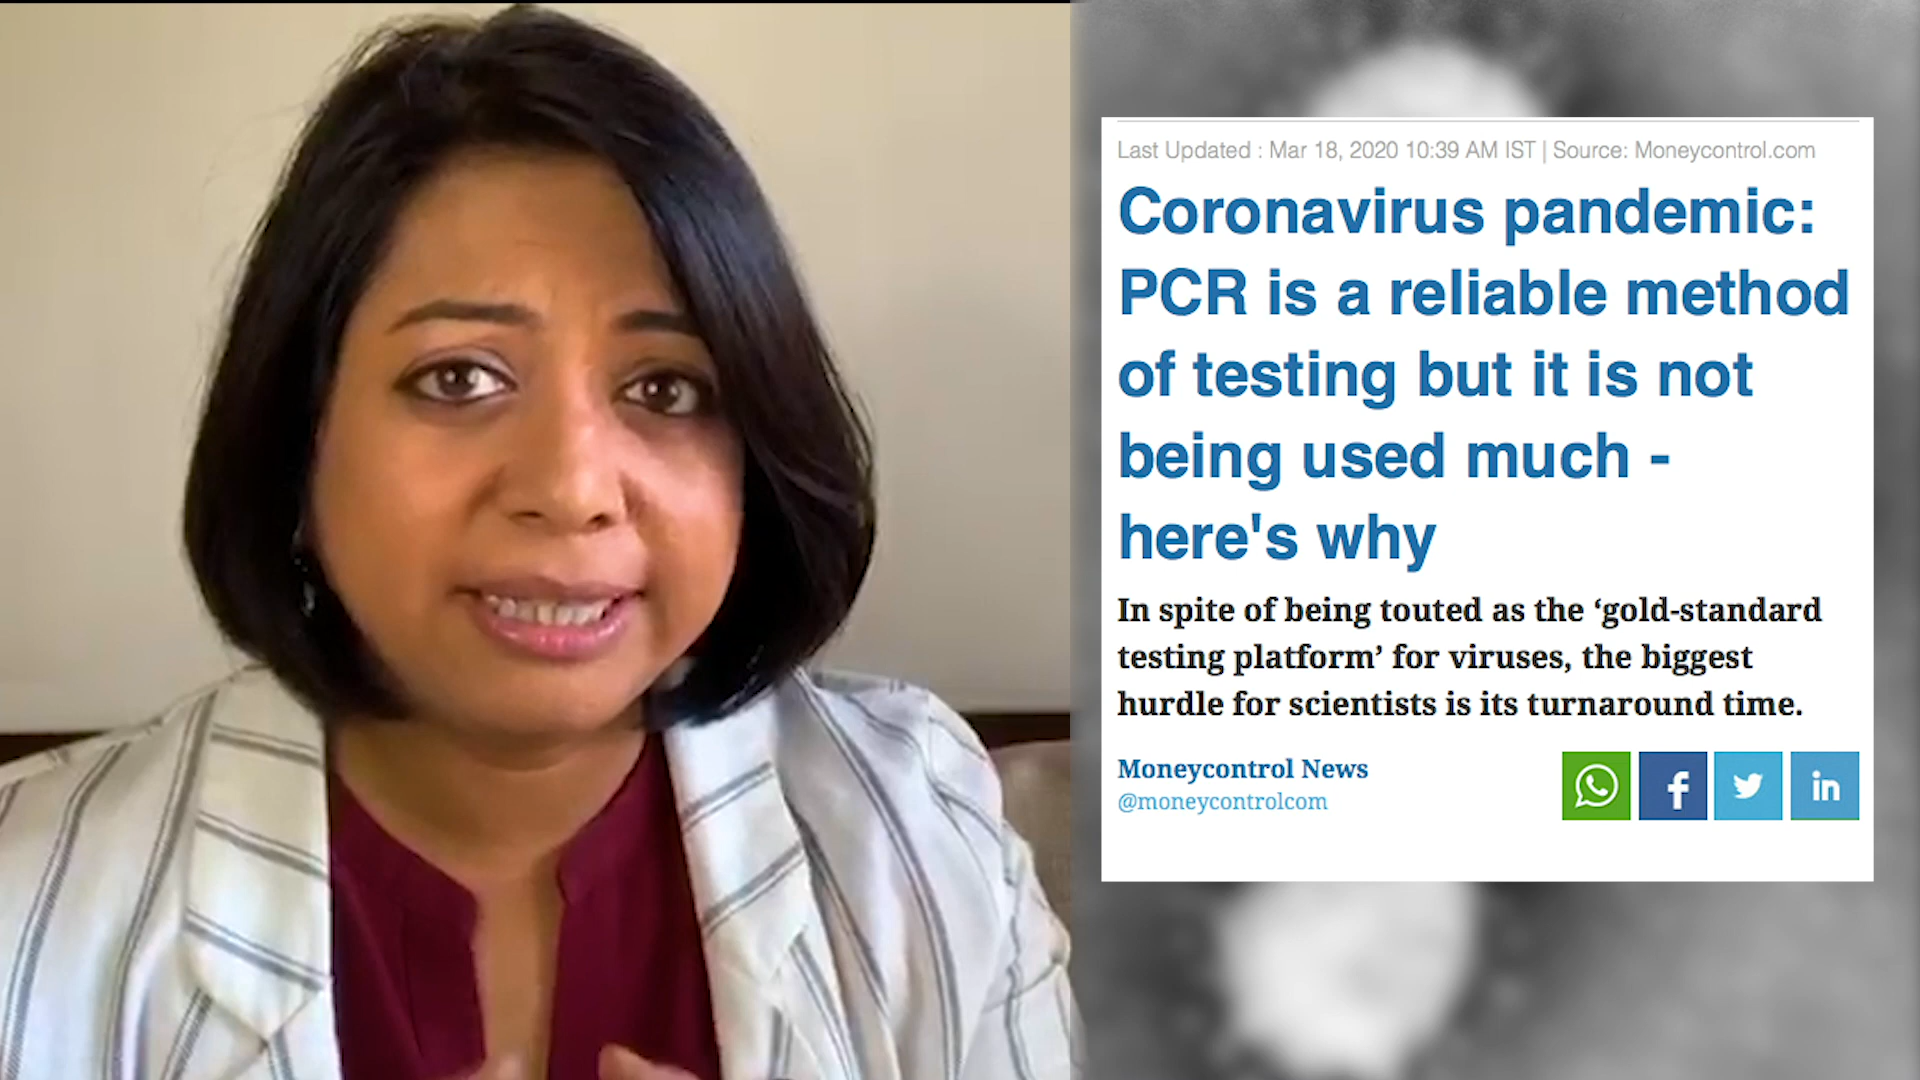 Last Updated : Mar 18, 2020 10:39 AM IST | Source: Moneycontrol.com
Coronavirus pandemic:
PCR is a reliable method
of testing but it is not
being used much -
here's why
In spite of being touted as the ‘gold-standard
testing platform’ for viruses, the biggest
hurdle for scientists is its turnaround time.
Moneycontrol News
@moneycontrolcom
f
in